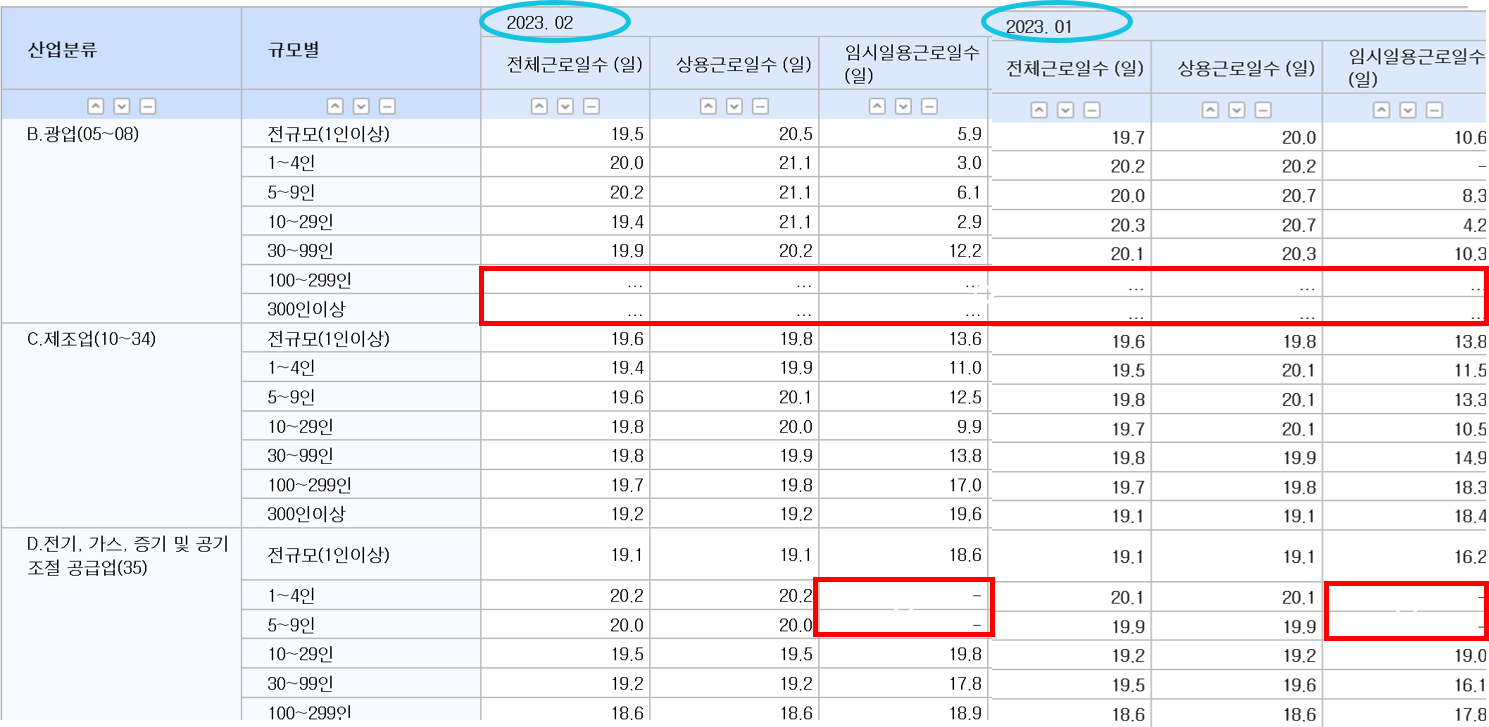 산업분류 규모별 2023. 02 2023. 01
전체근로일수 (일) 상용근로일수 (일) 임시일용근로일수 (일) 전체근로일수 (일) 상용근로일수 (일) 임시일용근로일수 (일)
B.광업(05~08) 전규모(1인이상) 19.5 20.5 5.9 19.7 20.0 10.6
1~4인 20.0 21.1 3.0 20.2 20.2 -
5~9인 20.2 21.1 6.1 20.0 20.7 8.3
10~29인 19.4 21.1 2.9 20.3 20.7 4.2
30~99인 19.9 20.2 12.2 20.1 20.3 10.3
100~299인 ... ... ... ... ... ...
300인이상 ... ... ... ... ... ...
C.제조업(10~34) 전규모(1인이상) 19.6 19.8 13.6 19.6 19.8 13.8
1~4인 19.4 19.9 11.0 19.5 20.1 11.5
5~9인 19.6 20.1 12.5 19.8 20.1 13.3
10~29인 19.8 20.0 9.9 19.7 20.1 10.5
30~99인 19.8 19.9 13.8 19.8 19.9 14.9
100~299인 19.7 19.8 17.0 19.7 19.8 18.3
300인이상 19.2 19.2 19.6 19.1 19.1 18.4
D.전기, 가스, 증기 및 공기
조절 공급업(35) 전규모(1인이상) 19.1 19.1 18.6 19.1 19.1 16.2
1~4인 20.2 20.2 - 20.1 20.1 -
5~9인 20.0 20.0 - 19.9 19.9 -
10~29인 19.5 19.5 19.8 19.2 19.2 19.0
30~99인 19.2 19.2 17.8 19.5 19.6 16.1
100~299인 18.6 18.6 18.9 18.6 18.6 17.8